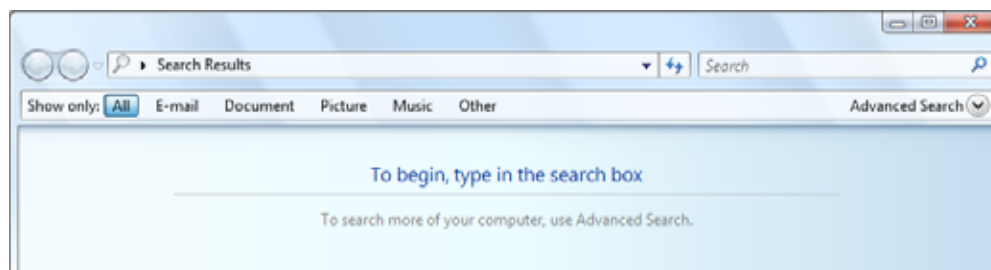 Search Results
Search
Show only: All E-mail Document Picture Music Other Advanced Search
To begin, type in the search box
To search more of your computer, use Advanced Search.